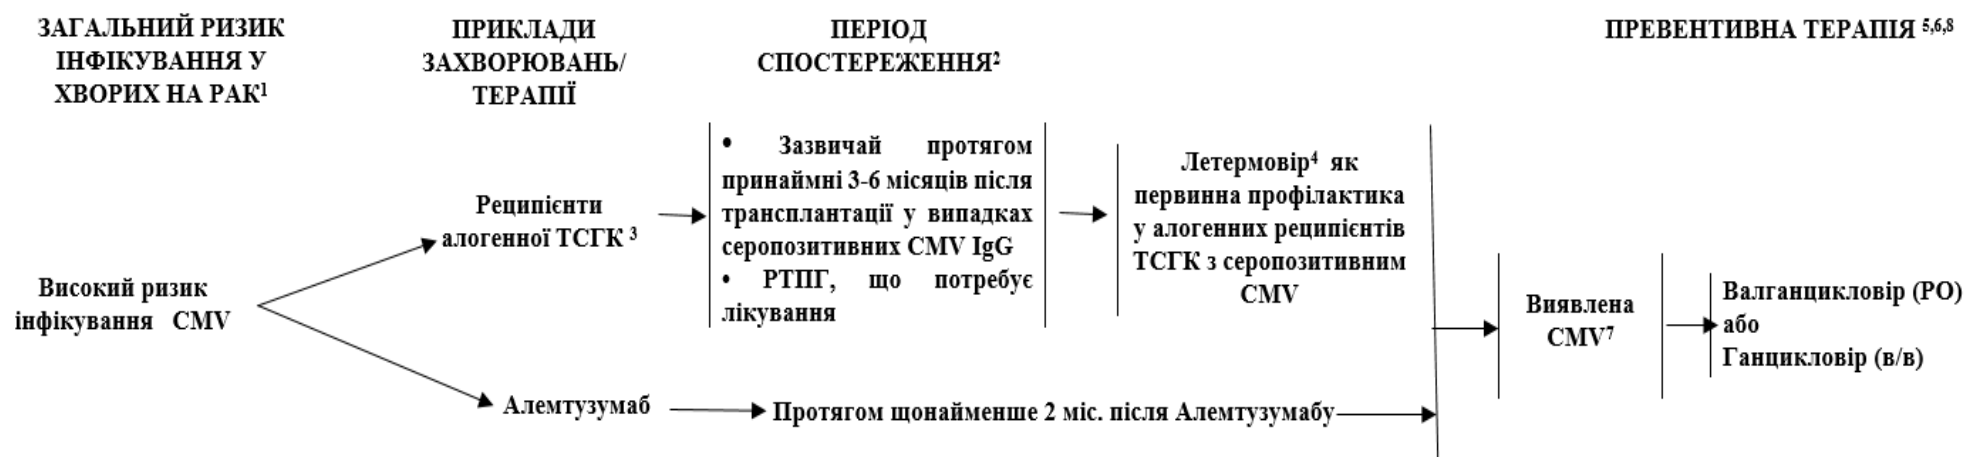 ЗАГАЛЬНИЙ РИЗИК
ІНФІКУВАННЯ У
ХВОРИХ НА РАК¹
ПРИКЛАДИ
ЗАХВОРЮВАНЬ/
ТЕРАПІЇ
ПЕРІОД
СПОСТЕРЕЖЕННЯ²
ПРЕВЕНТИВНА ТЕРАПІЯ ⁵,⁶,⁸
Високий ризик
інфікування CMV
Реципієнти
алогенної ТСГК ³
• Зазвичай протягом
принаймні 3-6 місяців після
трансплантації у випадках
серопозитивних CMV IgG
• РТПГ, що потребує
лікування
Летермовір⁴ як
первинна профілактика
у алогенних реципієнтів
ТСГК з серопозитивним
CMV
Алемтузумаб
Протягом щонайменше 2 міс. після Алемтузумабу
Виявлена
CMV⁷
Валганцикловір (PO)
або
Ганцикловір (в/в)